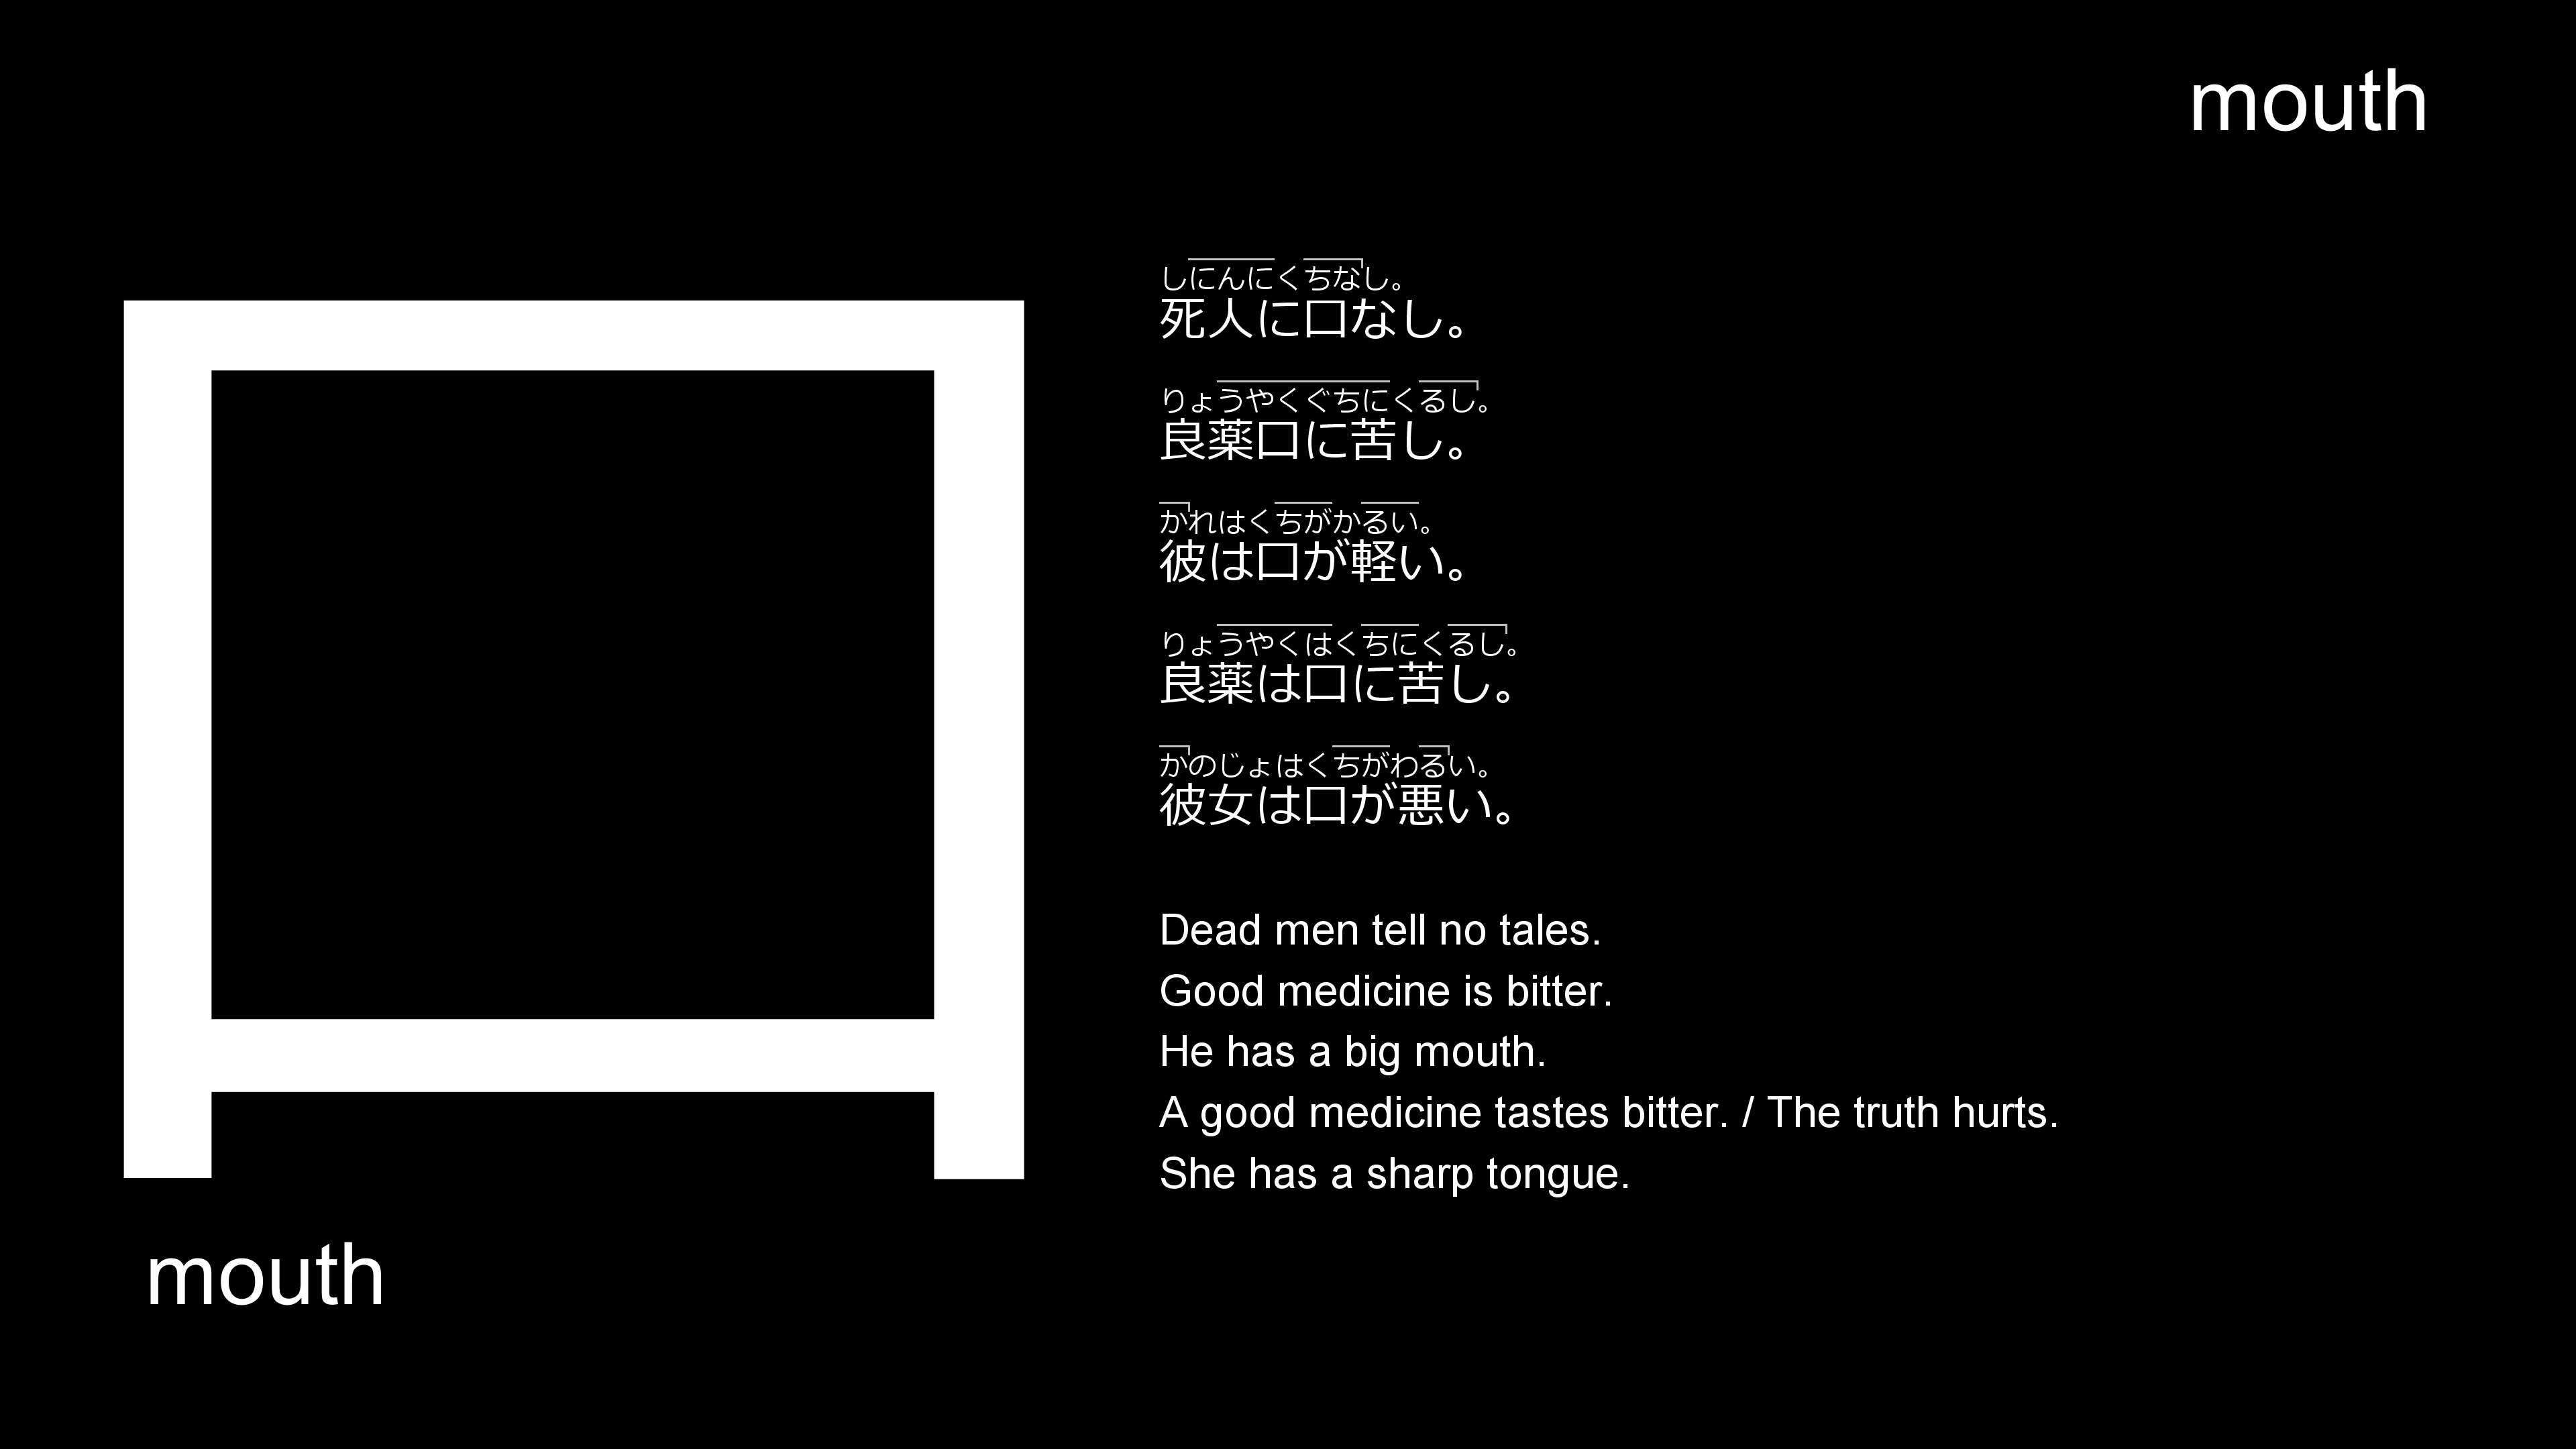 mouth
口
mouth
しにんにくちなし。
死人に口なし。
りょうやくぐちにくるし。
良薬口に苦し。
かれはくちがかるい。
彼は口が軽い。
りょうやくはくちにくるし。
良薬は口に苦し。
かのじょはくちがわるい。
彼女は口が悪い。
Dead men tell no tales.
Good medicine is bitter.
He has a big mouth.
A good medicine tastes bitter. / The truth hurts.
She has a sharp tongue.